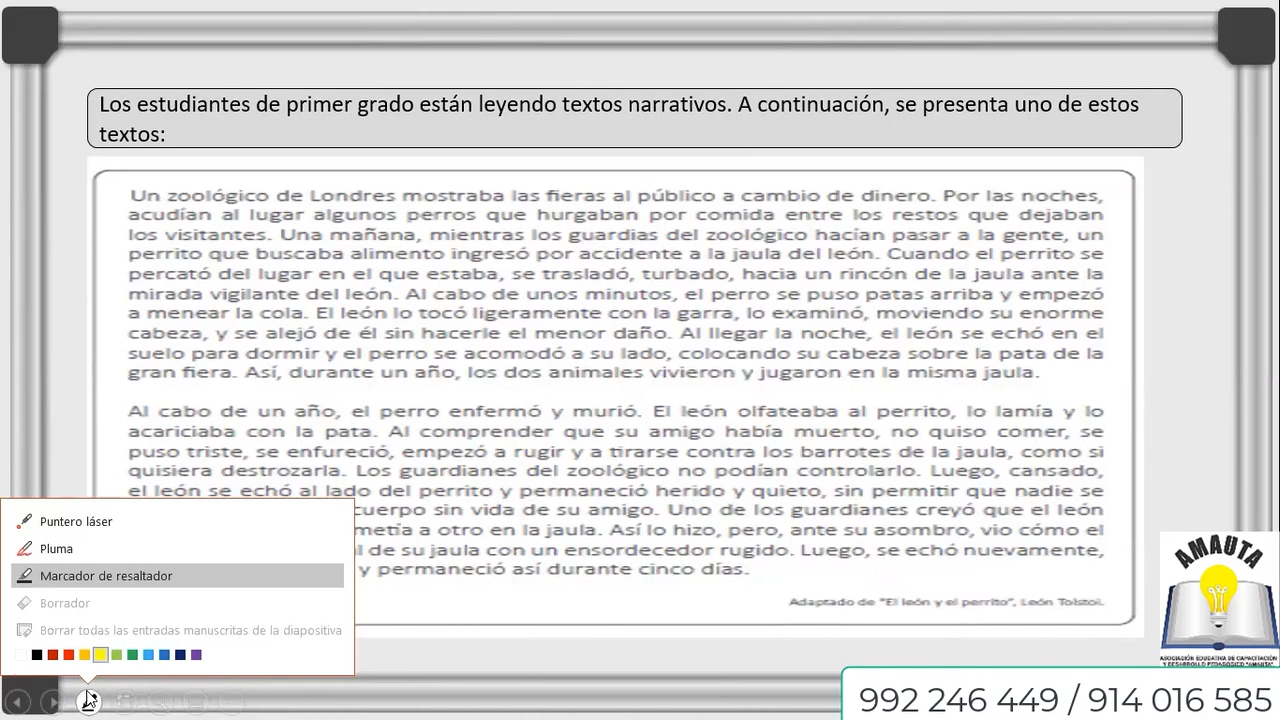 Los estudiantes de primer grado están leyendo textos narrativos. A continuación, se presenta uno de estos
textos:
Un zoológico de Londres mostraba las fieras al público a cambio de dinero. Por las noches,
acudían al lugar algunos perros que hurgaban por comida entre los restos que dejaban
los visitantes. Una mañana, mientras los guardias del zoológico hacían pasar a la gente, un
perrito que buscaba alimento ingresó por accidente a la jaula del león. Cuando el perrito se
percató del lugar en el que estaba, se trasladó, turbado, hacia un rincón de la jaula ante la
mirada vigilante del león. Al cabo de unos minutos, el perro se puso patas arriba y empezó
a menear la cola. El león lo tocó ligeramente con la garra, lo examinó, moviendo su enorme
cabeza, y se alejó de él sin hacerle el menor daño. Al llegar la noche, el león se echó en el
suelo para dormir y el perro se acomodó a su lado, colocando su cabeza sobre la pata de la
gran fiera. Así, durante un año, los dos animales vivieron y jugaron en la misma jaula.
Al cabo de un año, el perro enfermó y murió. El león olfateaba al perrito, lo lamía y lo
acariciaba con la pata. Al comprender que su amigo había muerto, no quiso comer, se
puso triste, se enfureció, empezó a rugir y a tirarse contra los barrotes de la jaula, como si
quisiera destrozarla. Los guardianes del zoológico no podían controlarlo. Luego, cansado,
el león se echó al lado del perrito y permaneció herido y quieto, sin permitir que nadie se
cuerpo sin vida de su amigo. Uno de los guardianes creyó que el león
metía a otro en la jaula. Así lo hizo, pero, ante su asombro, vio cómo el
de su jaula con un ensordecedor rugido. Luego, se echó nuevamente,
y permaneció así durante cinco días.
Adaptado de "El león y el perrito", León Tolstoi.
Puntero láser
Pluma
Marcador de resaltador
Borrador
Borrar todas las entradas manuscritas de la diapositiva
AMAUTA
ASOCIACIÓN EDUCATIVA DE CAPACITACIÓN
Y DESARROLLO PEDAGÓGICO "AMAUTA"
992 246 449 / 914 016 585